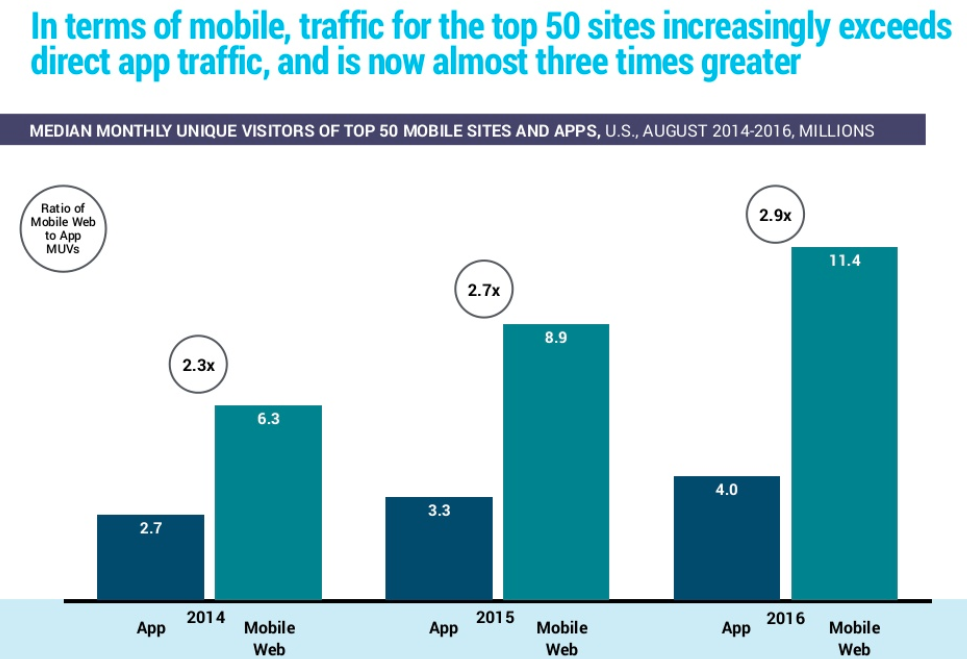 In terms of mobile, traffic for the top 50 sites increasingly exceeds
direct app traffic, and is now almost three times greater
MEDIAN MONTHLY UNIQUE VISITORS OF TOP 50 MOBILE SITES AND APPS, U.S., AUGUST 2014-2016, MILLIONS
Ratio of
Mobile Web
to App
MUVs
2.3x
2.7x
2.9x
2.7
6.3
3.3
8.9
4.0
11.4
2014
App
Mobile
Web
2015
App
Mobile
Web
2016
App
Mobile
Web